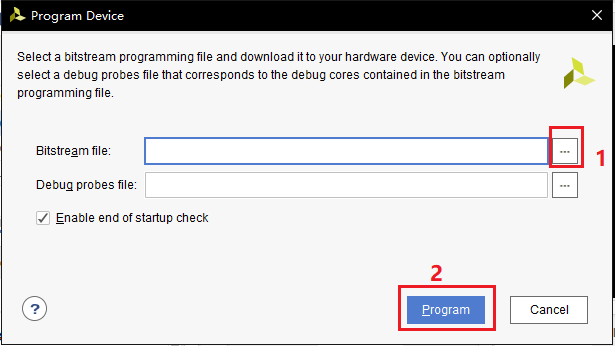 Program Device
Select a bitstream programming file and download it to your hardware device. You can optionally
select a debug probes file that corresponds to the debug cores contained in the bitstream
programming file.
Bitstream file:
...
1
Debug probes file:
...
Enable end of startup check
2
?
Program
Cancel